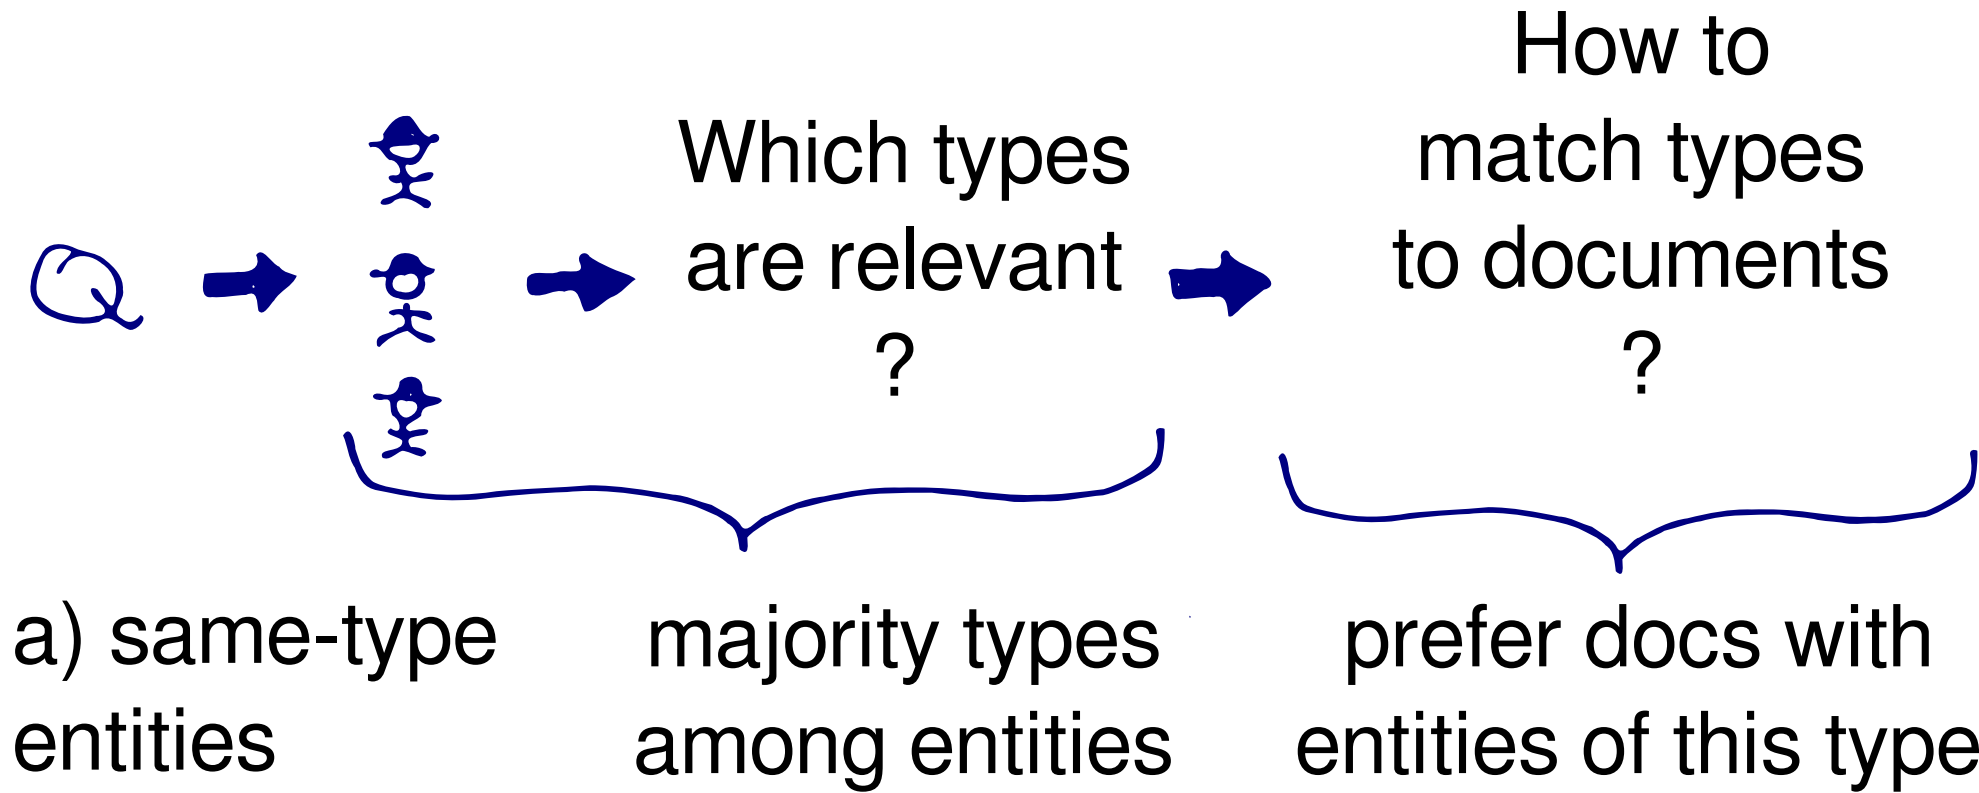 Q
Which types
are relevant
?
How to
match types
to documents
?
a) same-type
entities
majority types
among entities
prefer docs with
entities of this type